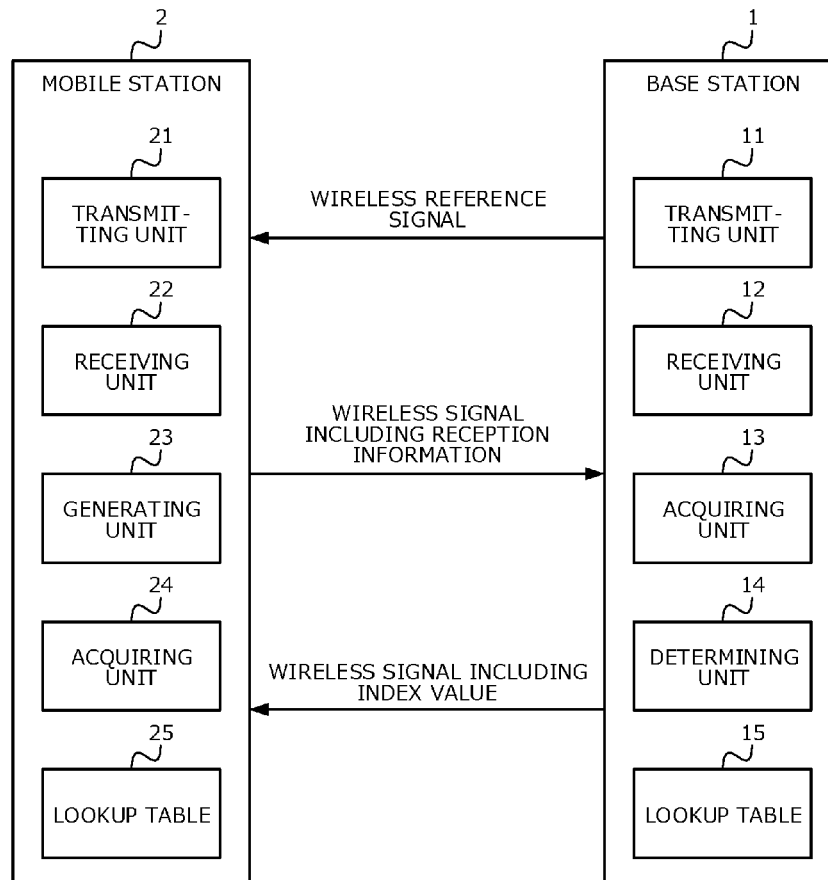 2
1
MOBILE STATION
BASE STATION
21
TRANSMIT-
TING UNIT
22
RECEIVING
UNIT
23
GENERATING
UNIT
24
ACQUIRING
UNIT
25
LOOKUP TABLE
WIRELESS REFERENCE
SIGNAL
WIRELESS SIGNAL
INCLUDING RECEPTION
INFORMATION
WIRELESS SIGNAL INCLUDING
INDEX VALUE
11
TRANSMIT-
TING UNIT
12
RECEIVING
UNIT
13
ACQUIRING
UNIT
14
DETERMINING
UNIT
15
LOOKUP TABLE